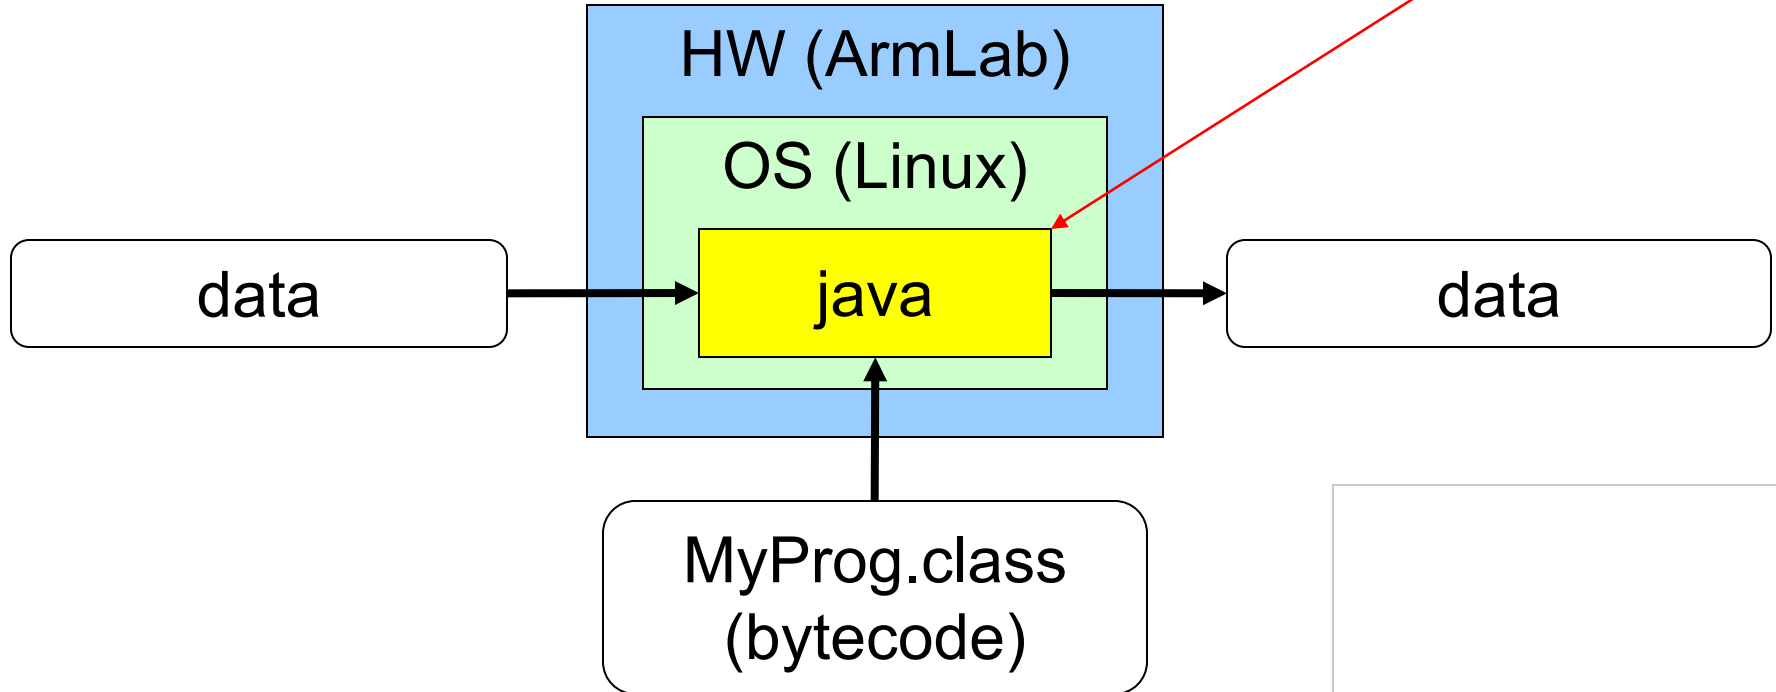 HW (ArmLab)
OS (Linux)
data
java
data
MyProg.class
(bytecode)